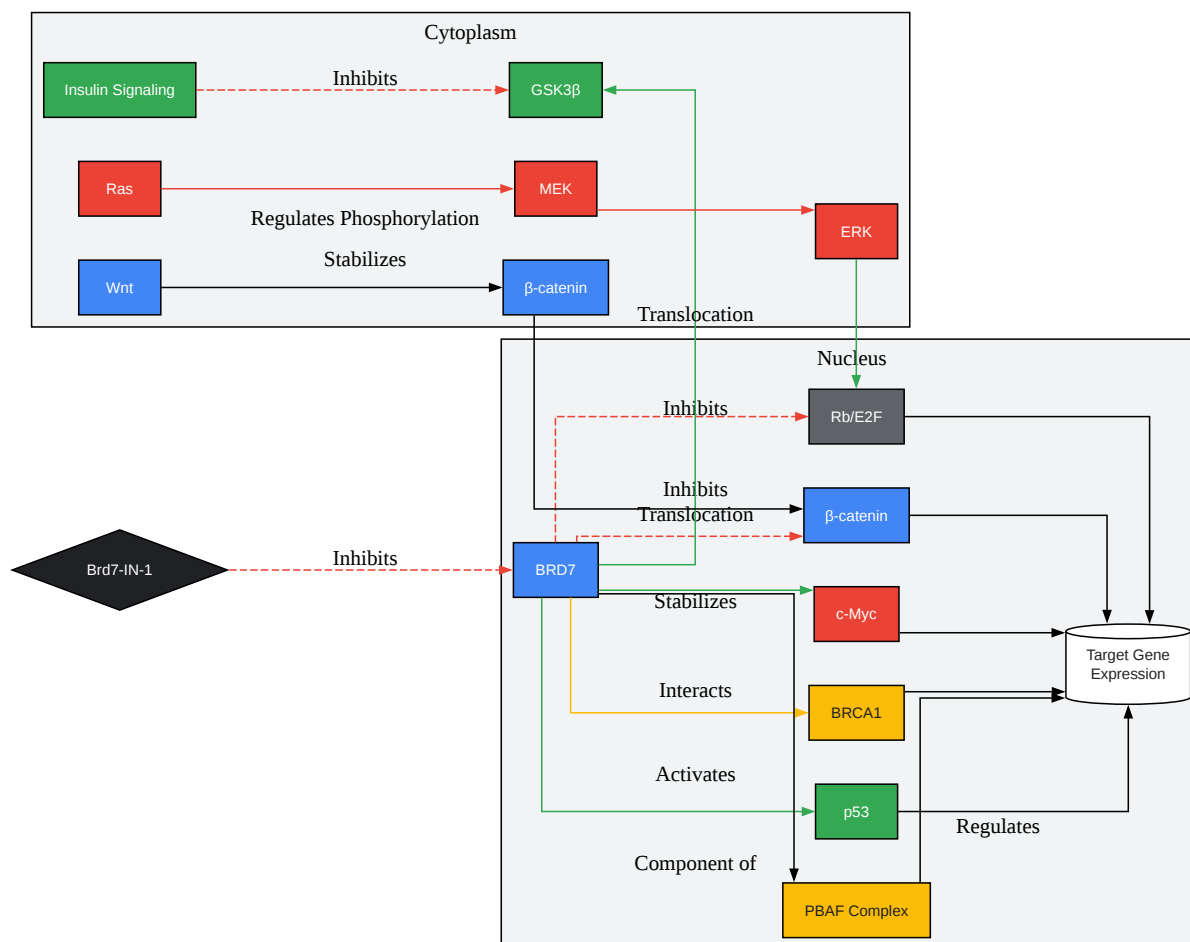 Cytoplasm
Insulin Signaling
Inhibits
GSK3β
Ras
MEK
Regulates Phosphorylation
ERK
Stabilizes
Wnt
β-catenin
Translocation
Nucleus
Inhibits
Rb/E2F
Inhibits
Translocation
β-catenin
Brd7-IN-1
Inhibits
BRD7
Stabilizes
c-Myc
Target Gene
Expression
Interacts
BRCA1
Activates
p53
Regulates
Component of
PBAF Complex